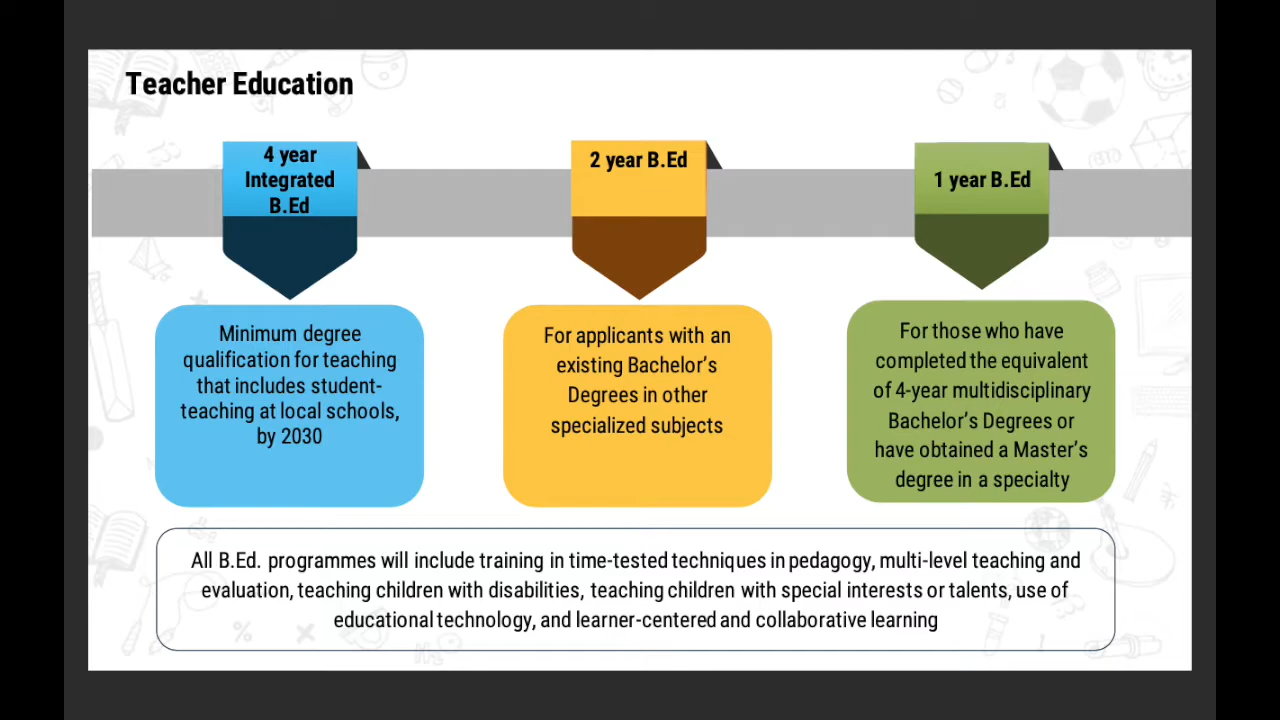 Teacher Education
4 year
Integrated
B.Ed
2 year B.Ed
1 year B.Ed
Minimum degree
qualification for teaching
that includes student-
teaching at local schools,
by 2030
For applicants with an
existing Bachelor’s
Degrees in other
specialized subjects
For those who have
completed the equivalent
of 4-year multidisciplinary
Bachelor’s Degrees or
have obtained a Master’s
degree in a specialty
All B.Ed. programmes will include training in time-tested techniques in pedagogy, multi-level teaching and
evaluation, teaching children with disabilities, teaching children with special interests or talents, use of
educational technology, and learner-centered and collaborative learning